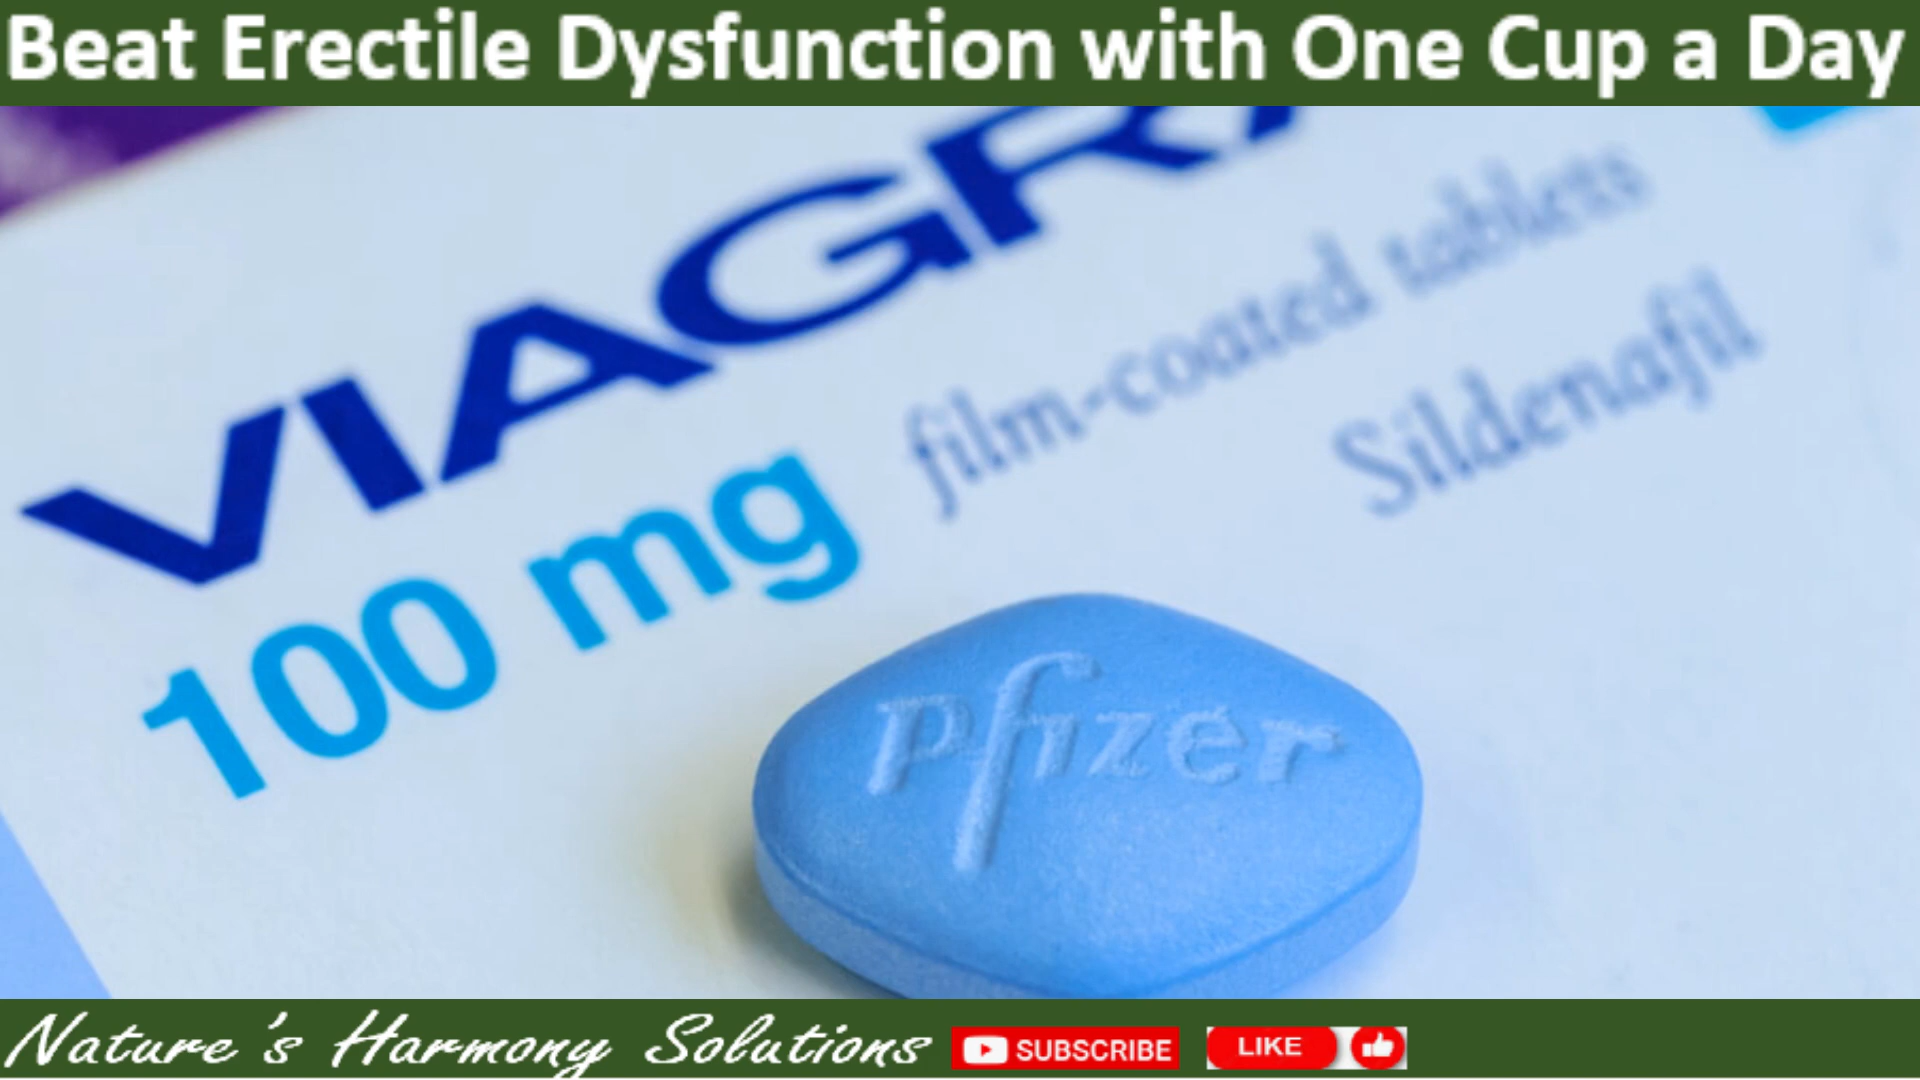 Beat Erectile Dysfunction with One Cup a Day
VIAGRA
100 mg
film-coated tablets
Sildenafil
Pfizer
Nature's Harmony Solutions
SUBSCRIBE
LIKE